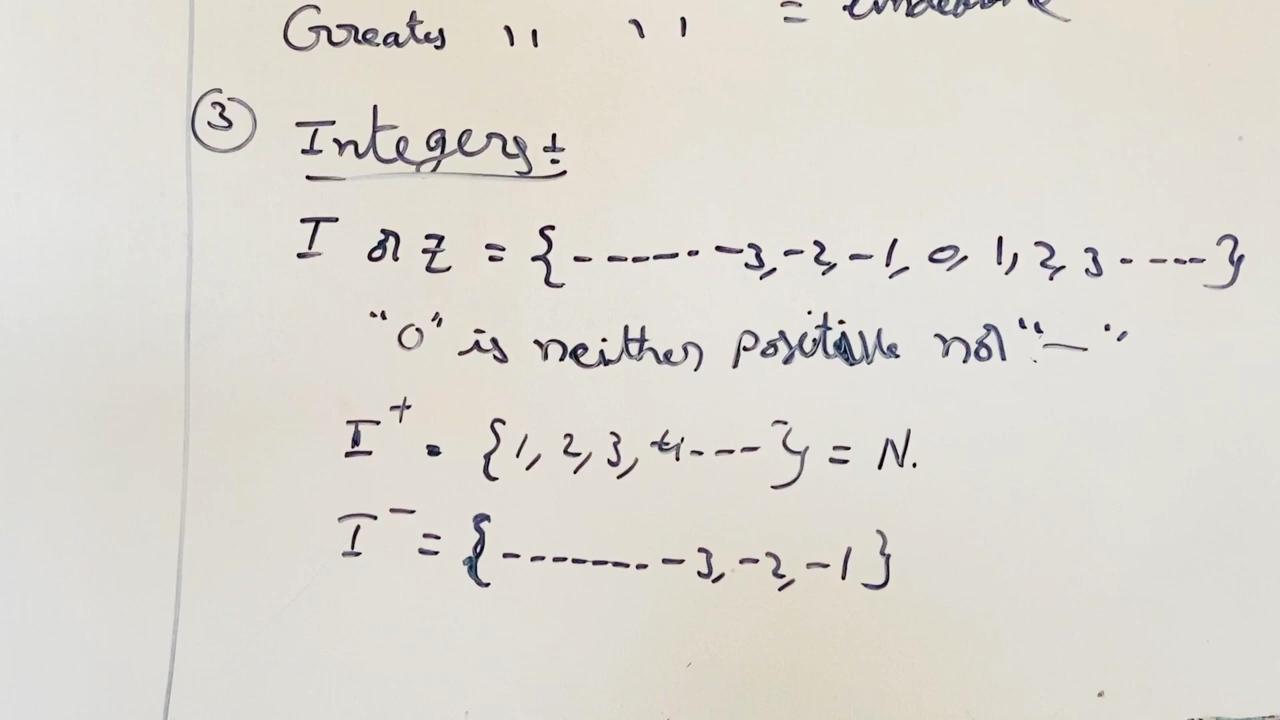 Greates " " =
③ Integers:
I or Z = {------- -3, -2, -1, 0, 1, 2, 3 -----}
"0" is neither positive nor "—"
I⁺ = {1, 2, 3, 4----} = N.
I⁻ = {-------- -3, -2, -1}